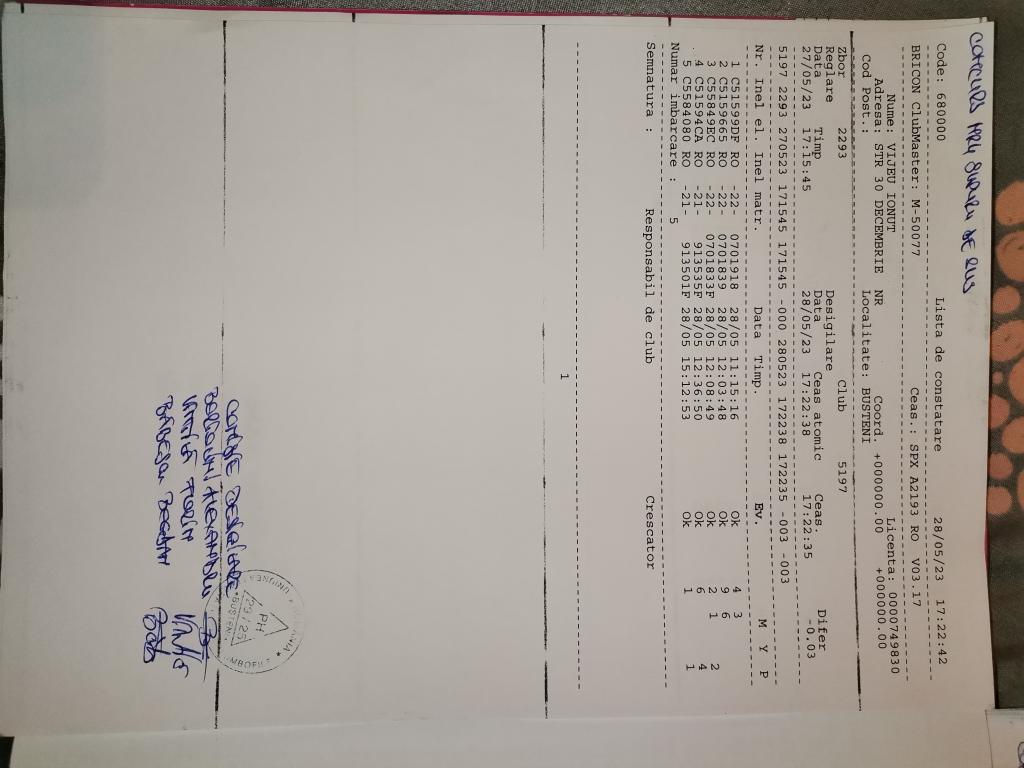 Code: 680000 Lista de constatare 28/05/23 17:22:42
BRICON ClubMaster: M-50077 Ceas.: SPX A2193 RO V03.17
Nume: VIJEU IONUT Licenta: 0000749830
Adresa: STR 30 DECEMBRIE NR Coord. +000000.00 +0000000.00
Cod Post.: Localitate: BUSTENI
Zbor 2293 Club 5197
Reglare Desigilare
Data Timp Data Ceas atomic Ceas. Difer
27/05/23 17:15:45 28/05/23 17:22:38 17:22:35 -0.03
5197 2293 270523 171545 171545 -000 280523 172238 172235 -003 -003
Nr. Inel el. Inel matr. Data Timp. Ev. M Y P
1 C51599DF RO -22- 0701918 28/05 11:15:16 Ok 4 3
2 C5159665 RO -22- 0701839 28/05 12:03:48 Ok 9 6
3 C55849EC RO -22- 0701833F 28/05 12:08:49 Ok 2 1 2
4 C51594CA RO -21- 913535F 28/05 12:36:50 Ok 6 4
5 C5584080 RO -21- 913501F 28/05 15:12:53 Ok 1 1
Numar imbarcare : 5
Semnatura : Responsabil de club Crescator
1
FLORIN
BOGDAN
PH
BUSTENI